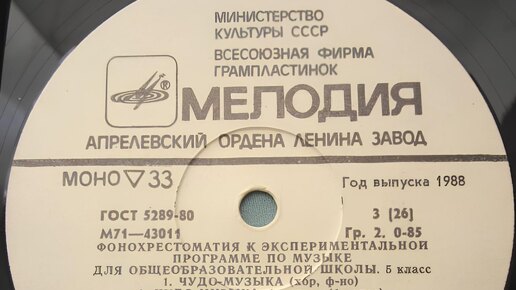 МИНИСТЕРСТВО
КУЛЬТУРЫ СССР
ВСЕСОЮЗНАЯ ФИРМА
ГРАМПЛАСТИНОК
®
МЕЛОДИЯ
АПРЕЛЕВСКИЙ ОРДЕНА ЛЕНИНА ЗАВОД
МОНО ▽ 33
Год выпуска 1988
ГОСТ 5289-80
3 [26]
М71—43011
Гр. 2. 0-85
ФОНОХРЕСТОМАТИЯ К ЭКСПЕРИМЕНТАЛЬНОЙ
ПРОГРАММЕ ПО МУЗЫКЕ
ДЛЯ ОБЩЕОБРАЗОВАТЕЛЬНОЙ ШКОЛЫ. 5 класс
1. ЧУДО-МУЗЫКА (хор, ф-но)